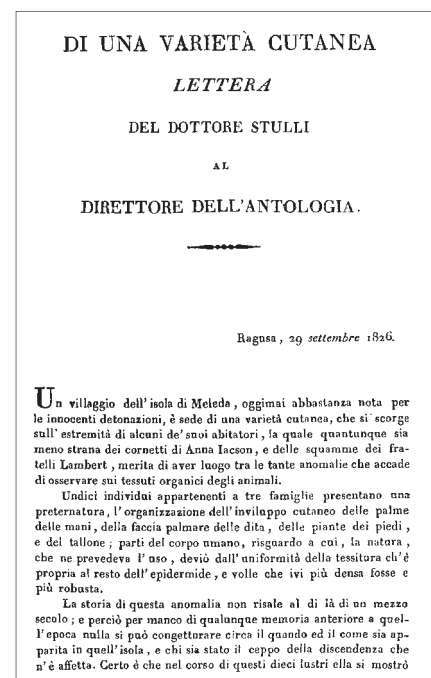 DI UNA VARIETÀ CUTANEA
LETTERA
DEL DOTTORE STULLI
AL
DIRETTORE DELL'ANTOLOGIA.
Ragusa, 29 settembre 1826.
Un villaggio dell' isola di Meleda, oggimai abbastanza nota per
le innocenti detonazioni, è sede di una varietà cutanea, che si scorge
sull' estremità di alcuni de' suoi abitatori, la quale quantunque sia
meno strana dei cornetti di Anna Iacson, e delle squamme dei fra-
telli Lambert, merita di aver luogo tra le tante anomalie che accade
di osservare sui tessuti organici degli animali.
Undici individui appartenenti a tre famiglie presentano una
preternatura, l'organizzazione dell'inviluppo cutaneo delle palme
delle mani, della faccia palmare delle dita, delle piante dei piedi,
e del tallone; parti del corpo umano, risguardo a cui, la natura,
che ne prevedeva l'uso, deviò dall'uniformità della tessitura ch'è
propria al resto dell'epidermide, e volle che ivi più densa fosse e
più robusta.
La storia di questa anomalia non risale al di là di un mezzo
secolo; e perciò per manco di qualunque memoria anteriore a quel-
l'epoca nulla si può congetturare circa il quando ed il come sia ap-
parita in quell'isola, e chi sia stato il ceppo della discendenza che
n'è affetta. Certo è che nel corso di questi dieci lustri ella si mostrò